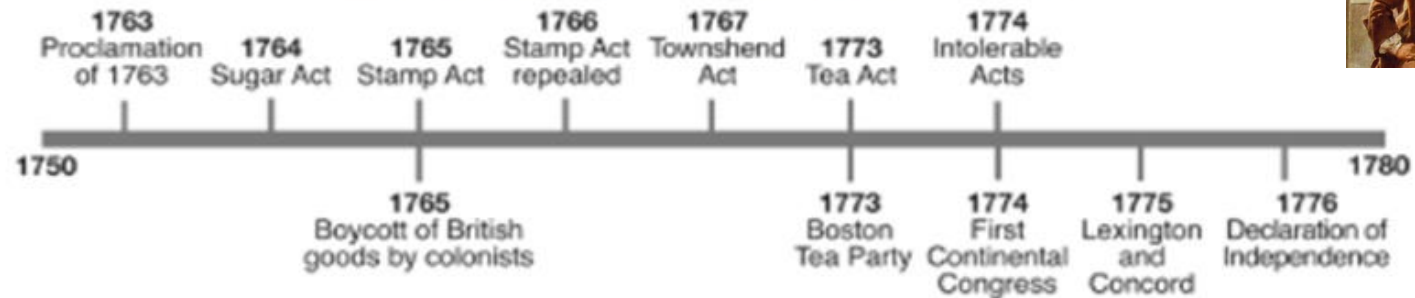 1763
Proclamation
of 1763
1764
Sugar Act
1765
Stamp Act
1766
Stamp Act
repealed
1767
Townshend
Act
1773
Tea Act
1774
Intolerable
Acts
1750
1780
1765
Boycott of British
goods by colonists
1773
Boston
Tea Party
1774
First
Continental
Congress
1775
Lexington
and
Concord
1776
Declaration of
Independence